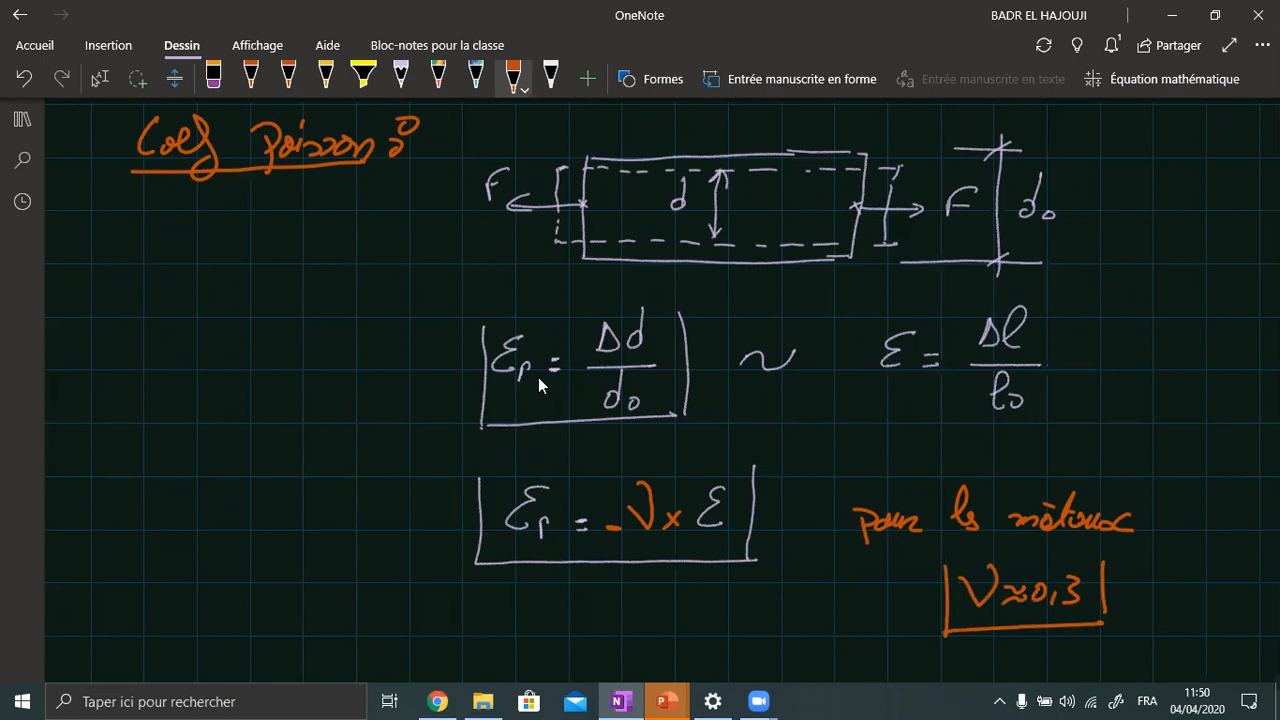 OneNote
BADR EL HAJOUJI
Accueil Insertion Dessin Affichage Aide Bloc-notes pour la classe
Partager
Formes Entrée manuscrite en forme Entrée manuscrite en texte Équation mathématique
Coef Poisson :
F d F d₀
εp = Δd / d₀ ~ ε = Δl / l₀
εp = -ν × ε
pour les métaux
ν ≈ 0,3
Taper ici pour rechercher
FRA
11:50
04/04/2020